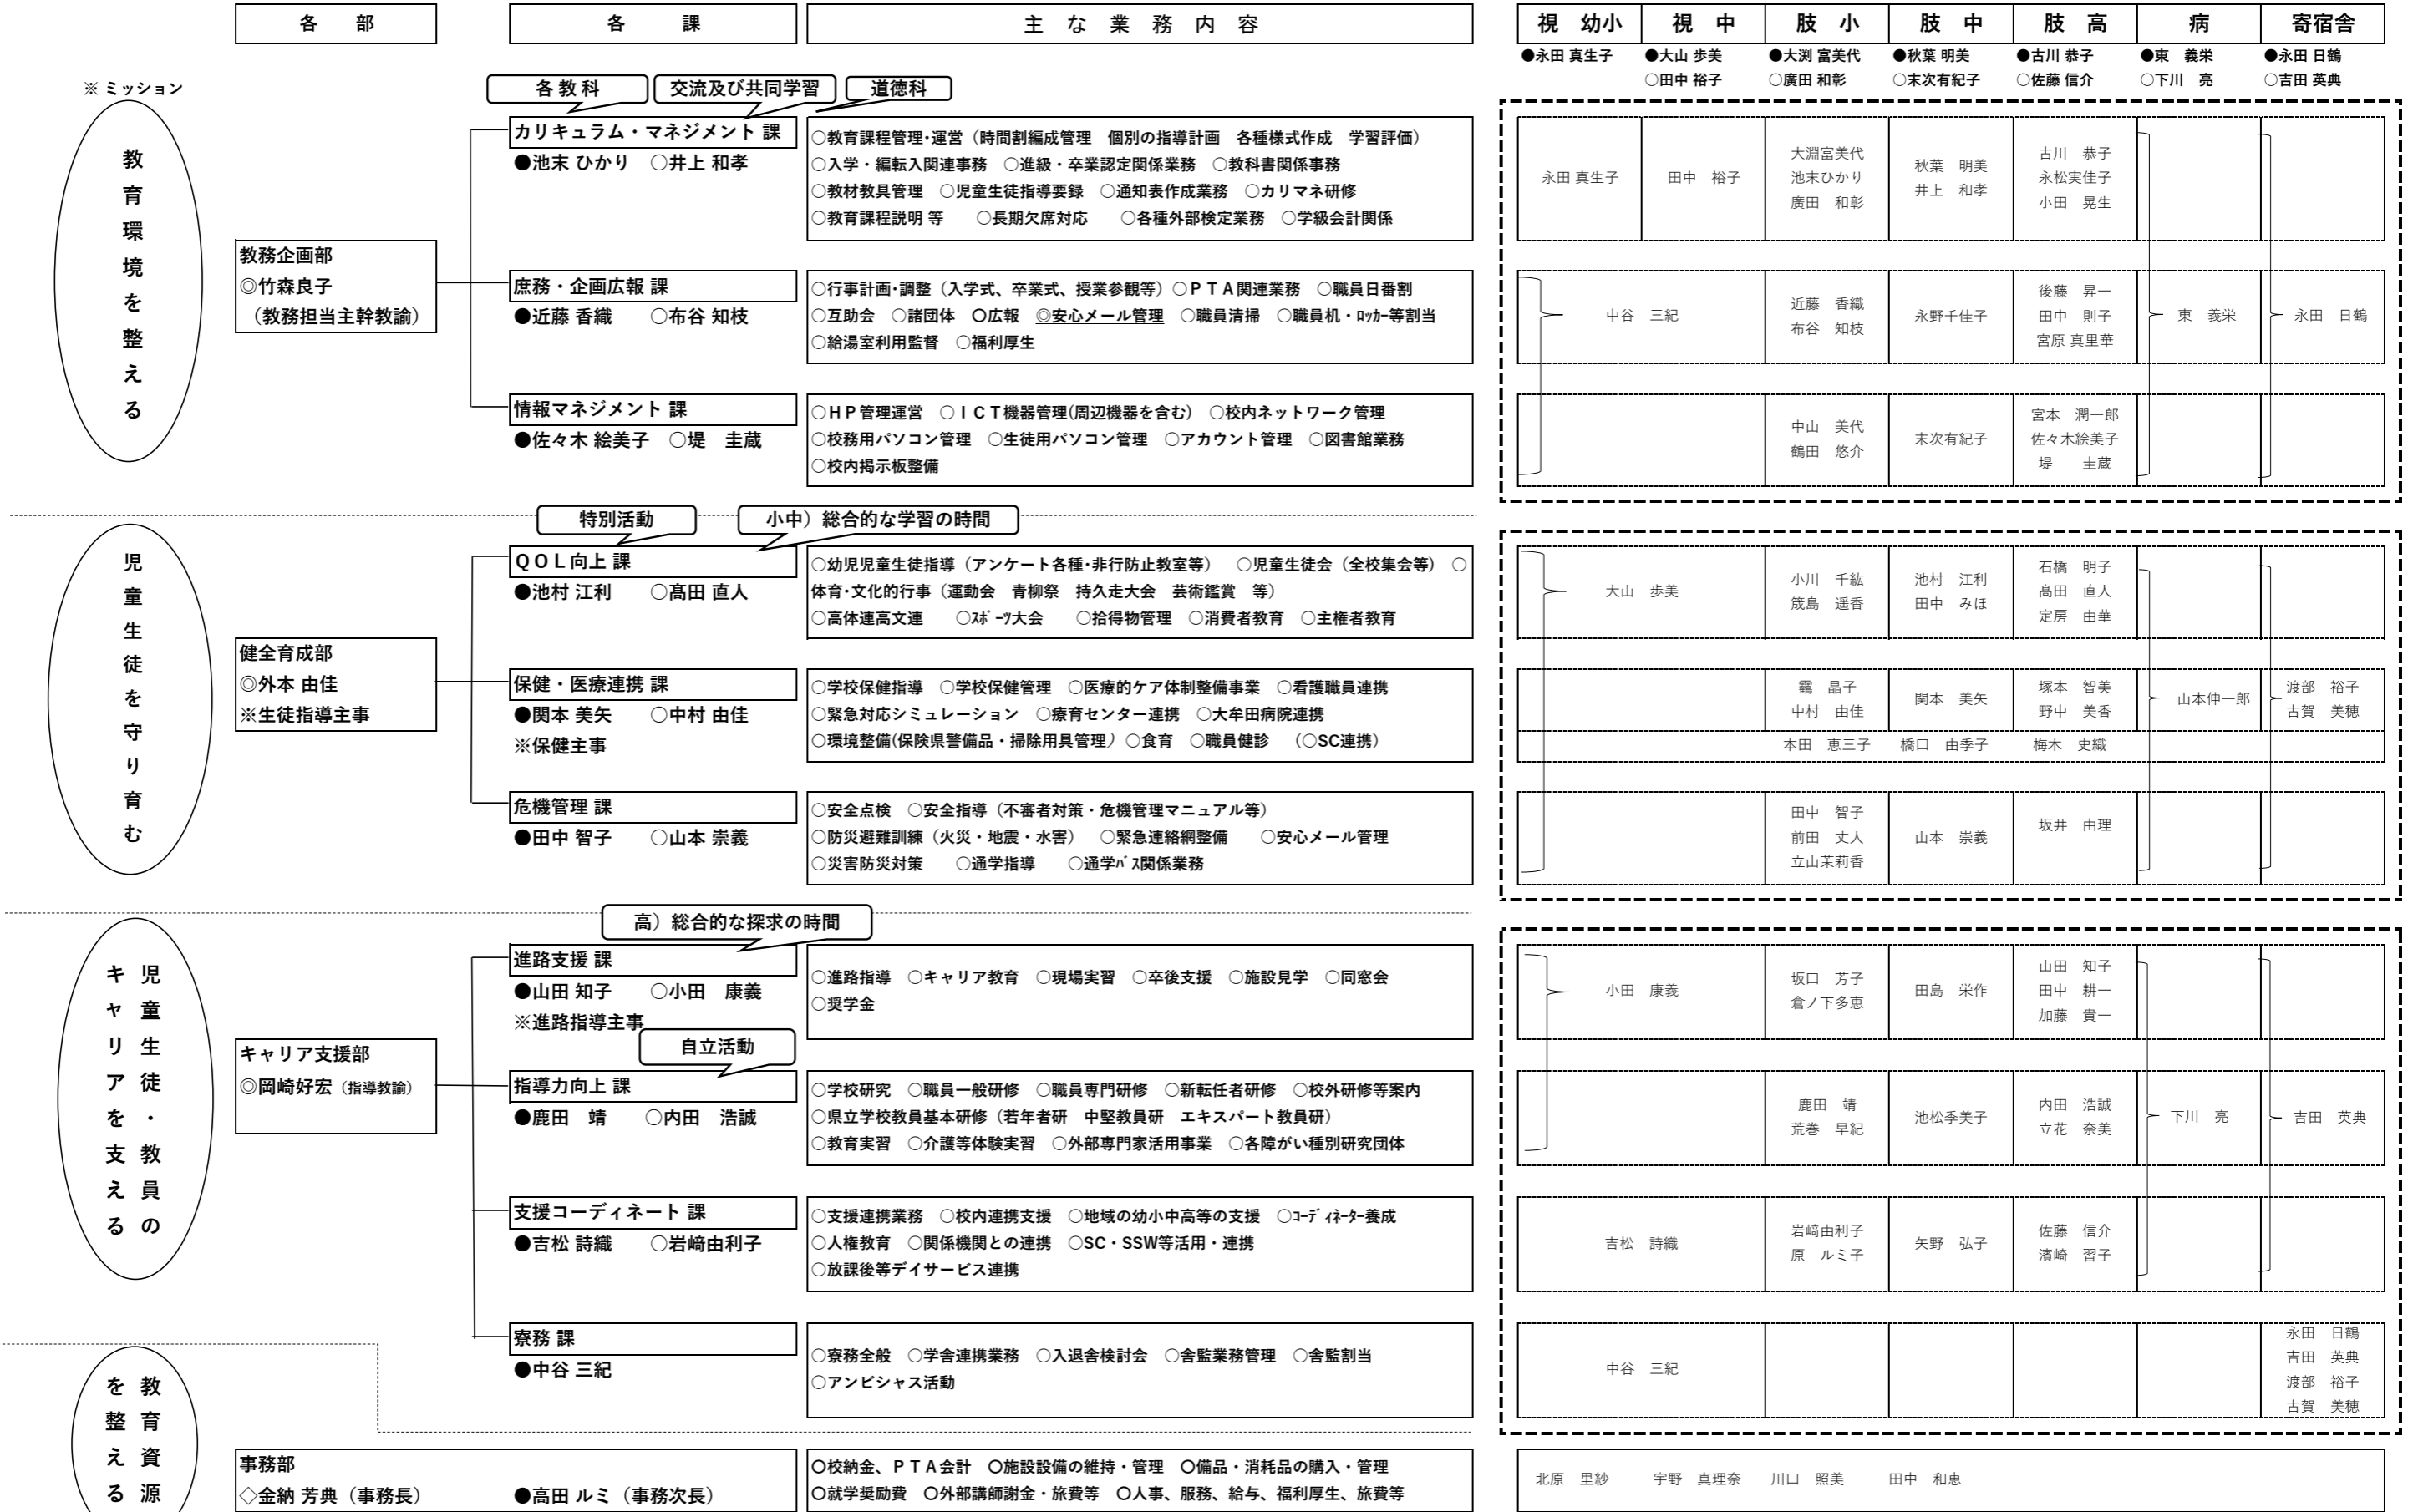 各　部
各　　課
主 な 業 務 内 容
視　幼小
視　中
肢　小
肢　中
肢　高
病
寄宿舎
●永田 真生子
●大山 歩美
●大渕 富美代
●秋葉 明美
●古川 恭子
●東　義栄
●永田 日鶴
○田中 裕子
○廣田 和彰
○末次有紀子
○佐藤 信介
○下川　亮
○吉田 英典
※ ミッション
教育環境を整える
各 教 科
交流及び共同学習
道徳科
教務企画部
◎竹森良子
（教務担当主幹教諭）
カリキュラム・マネジメント 課
●池末 ひかり　○井上 和孝
○教育課程管理･運営（時間割編成管理　個別の指導計画　各種様式作成　学習評価）
○入学・編転入関連事務　○進級・卒業認定関係業務　○教科書関係事務
○教材教具管理　○児童生徒指導要録　○通知表作成業務　○カリマネ研修
○教育課程説明 等　　○長期欠席対応　　○各種外部検定業務　○学級会計関係
永田 真生子
田中　裕子
大淵富美代
池末ひかり
廣田　和彰
秋葉　明美
井上　和孝
古川　恭子
永松実佳子
小田　晃生
庶務・企画広報 課
●近藤 香織　　○布谷 知枝
○行事計画･調整（入学式、卒業式、授業参観等）○ＰＴＡ関連業務　○職員日番割
○互助会　○諸団体　○広報　◎安心メール管理　○職員清掃　○職員机・ﾛｯｶｰ等割当
○給湯室利用監督　○福利厚生
中谷　三紀
近藤　香織
布谷　知枝
永野千佳子
後藤　昇一
田中　則子
宮原 真里華
東　義栄
永田　日鶴
情報マネジメント 課
●佐々木 絵美子　○堤　圭蔵
○ＨＰ管理運営　○ＩＣＴ機器管理(周辺機器を含む)　○校内ネットワーク管理
○校務用パソコン管理　○生徒用パソコン管理　○アカウント管理　○図書館業務
○校内掲示板整備
中山　美代
鶴田　悠介
末次有紀子
宮本　潤一郎
佐々木絵美子
堤　　圭蔵
児童生徒を守り育む
特別活動
小中）総合的な学習の時間
健全育成部
◎外本 由佳
※生徒指導主事
ＱＯＬ向上 課
●池村 江利　　○髙田 直人
○幼児児童生徒指導（アンケート各種･非行防止教室等）　○児童生徒会（全校集会等）　○
体育･文化的行事（運動会　青柳祭　持久走大会　芸術鑑賞　等）
○高体連高文連　　○ｽﾎﾟｰﾂ大会　　○拾得物管理　○消費者教育　○主権者教育
大山　歩美
小川　千紘
筬島　遥香
池村　江利
田中　みほ
石橋　明子
髙田　直人
定房　由華
保健・医療連携 課
●関本 美矢　　○中村 由佳
※保健主事
○学校保健指導　○学校保健管理　○医療的ケア体制整備事業　○看護職員連携
○緊急対応シミュレーション　○療育センター連携　○大牟田病院連携
○環境整備(保険県警備品・掃除用具管理）○食育　○職員健診　（○SC連携）
晶子
中村　由佳
関本　美矢
塚本　智美
野中　美香
山本伸一郎
渡部　裕子
古賀　美穂
本田　恵三子　　橋口　由季子　　梅木　史織
危機管理 課
●田中 智子　　○山本 崇義
○安全点検　○安全指導（不審者対策・危機管理マニュアル等）
○防災避難訓練（火災・地震・水害）　○緊急連絡網整備　　○安心メール管理
○災害防災対策　　○通学指導　　○通学ﾊﾞｽ関係業務
田中　智子
前田　丈人
立山茉莉香
山本　崇義
坂井　由理
児童生徒・教員の
キャリアを支える
高）総合的な探求の時間
キャリア支援部
◎岡崎好宏（指導教諭）
進路支援 課
●山田 知子　　○小田　康義
※進路指導主事
○進路指導　○キャリア教育　○現場実習　○卒後支援　○施設見学　○同窓会
○奨学金
小田　康義
坂口　芳子
倉ノ下多恵
田島　栄作
山田　知子
田中　耕一
加藤　貴一
自立活動
指導力向上 課
●鹿田　靖　　○内田　浩誠
○学校研究　○職員一般研修　○職員専門研修　○新転任者研修　○校外研修等案内
○県立学校教員基本研修（若年者研　中堅教員研　エキスパート教員研）
○教育実習　○介護等体験実習　○外部専門家活用事業　○各障がい種別研究団体
鹿田　靖
荒巻　早紀
池松季美子
内田　浩誠
立花　奈美
下川　亮
吉田　英典
支援コーディネート 課
●吉松 詩織　　○岩﨑由利子
○支援連携業務　○校内連携支援　○地域の幼小中高等の支援　○ｺｰﾃﾞｨﾈｰﾀｰ養成
○人権教育　○関係機関との連携　○SC・SSW等活用・連携
○放課後等デイサービス連携
吉松　詩織
岩﨑由利子
原　ルミ子
矢野　弘子
佐藤　信介
濱崎　習子
寮務 課
●中谷 三紀
○寮務全般　○学舎連携業務　○入退舎検討会　○舎監業務管理　○舎監割当
○アンビシャス活動
中谷　三紀
永田　日鶴
吉田　英典
渡部　裕子
古賀　美穂
教育資源
を整える
事務部
◇金納 芳典（事務長）
●高田 ルミ（事務次長）
○校納金、ＰＴＡ会計　○施設設備の維持・管理　○備品・消耗品の購入・管理
○就学奨励費　○外部講師謝金・旅費等　○人事、服務、給与、福利厚生、旅費等
北原　里紗　　　宇野　真理奈　　川口　照美　　　田中　和恵